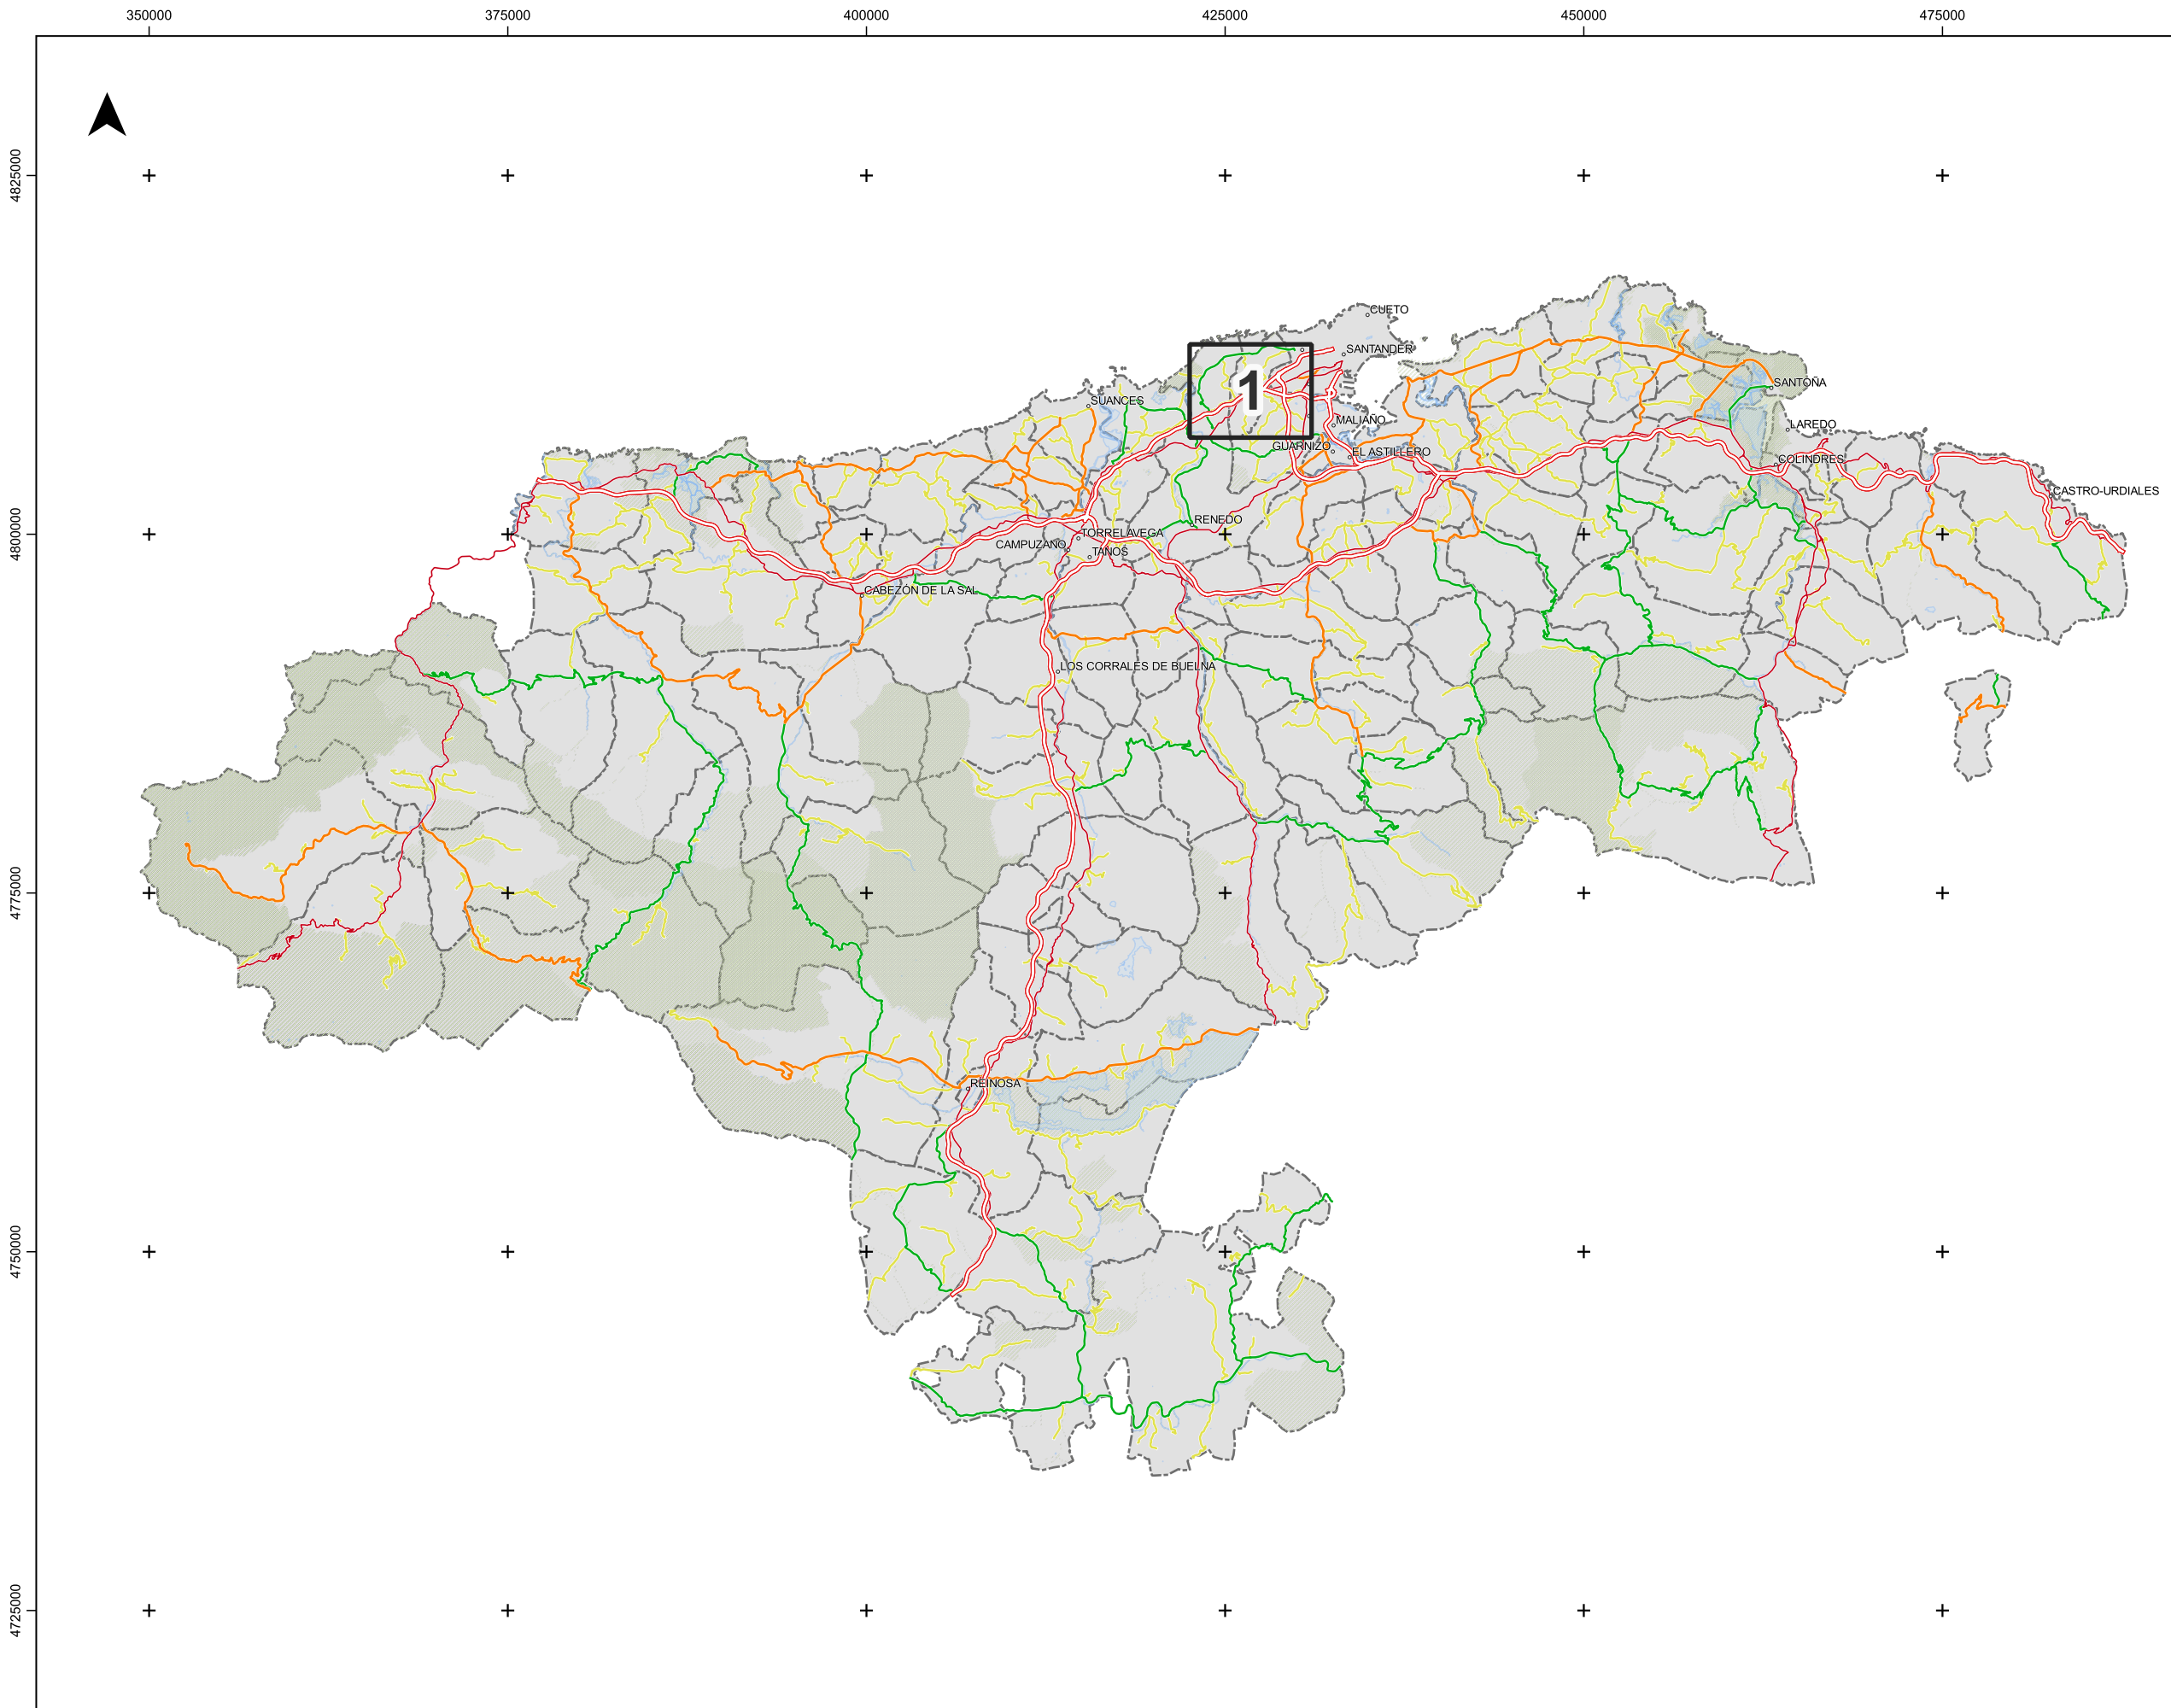 350000 375000 400000 425000 450000 475000
4825000
CUETO
SANTANDER
1
SANTOÑA
SUANCES
MALIAÑO
LAREDO
GUARNIZO
EL ASTILLERO
COLINDRES
CASTRO-URDIALES
RENEDO
4800000
TORRELAVEGA
CAMPUZANO
TANOS
CABEZÓN DE LA SAL
LOS CORRALES DE BUELNA
4775000
REINOSA
4750000
4725000